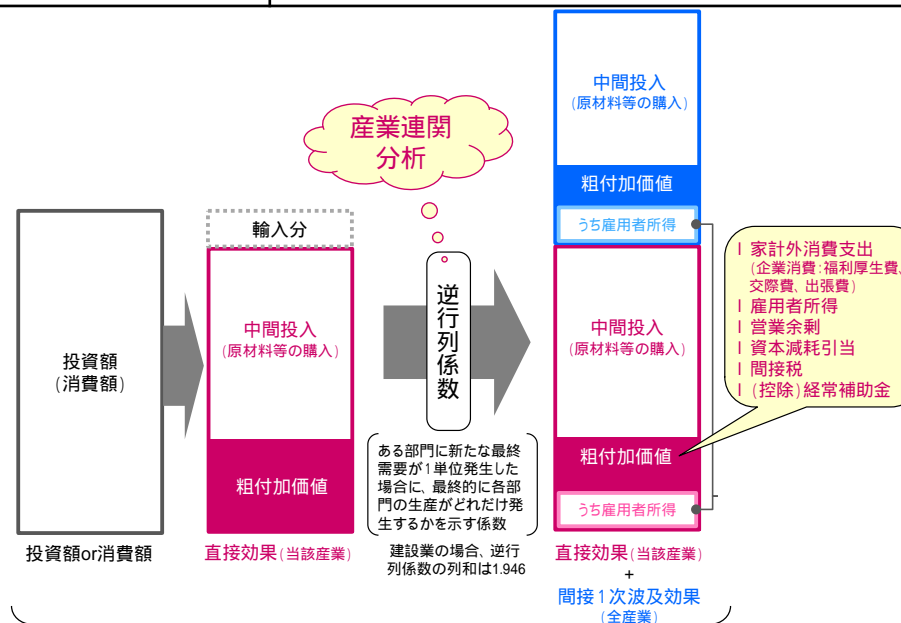 産業連関
分析
中間投入
(原材料等の購入)
粗付加価値
うち雇用者所得
輸入分
中間投入
(原材料等の購入)
粗付加価値
投資額
(消費額)
逆行列係数
中間投入
(原材料等の購入)
粗付加価値
うち雇用者所得
l 家計外消費支出
(企業消費:福利厚生費、
交際費、出張費)
l 雇用者所得
l 営業余剰
l 資本減耗引当
l 間接税
l (控除)経常補助金
ある部門に新たな最終
需要が1単位発生した
場合に、最終的に各部
門の生産がどれだけ発
生するかを示す係数
建設業の場合、逆行
列係数の列和は1.946
投資額or消費額
直接効果(当該産業)
直接効果(当該産業)
+
間接1次波及効果
(全産業)